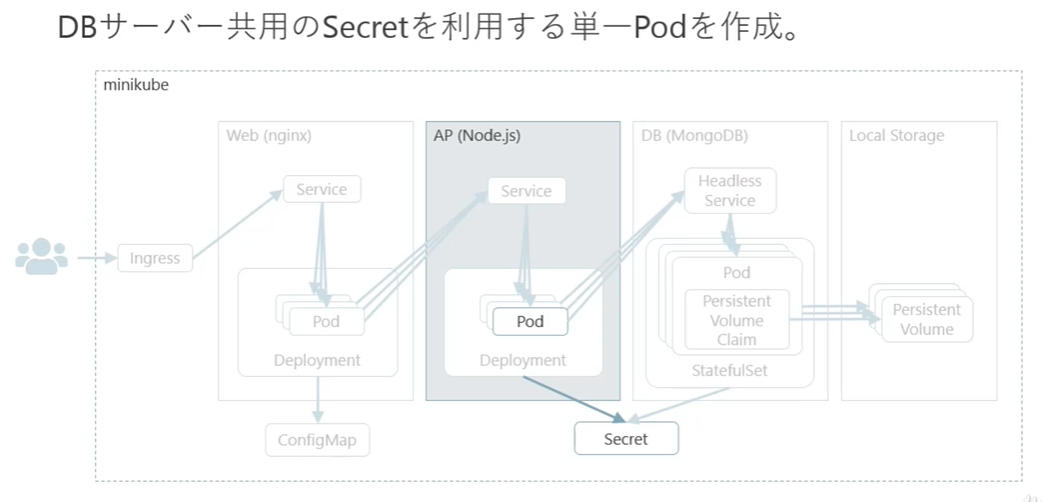 DBサーバー共用のSecretを利用する単一Podを作成。
minikube
Web (nginx)
AP (Node.js)
DB (MongoDB)
Local Storage
Service
Service
Headless
Service
Ingress
Pod
Deployment
Pod
Deployment
Pod
Persistent
Volume
Claim
StatefulSet
Persistent
Volume
ConfigMap
Secret